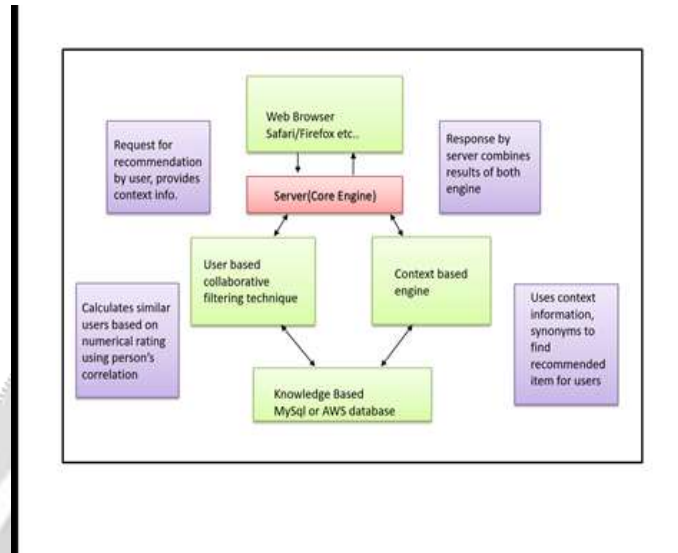 Web Browser
Safari/Firefox etc..
Request for
recommendation
by user, provides
context info.
Response by
server combines
results of both
engine
Server(Core Engine)
User based
collaborative
filtering technique
Context based
engine
Calculates similar
users based on
numerical rating
using person's
correlation
Uses context
information,
synonyms to
find
recommended
item for users
Knowledge Based
MySql or AWS database